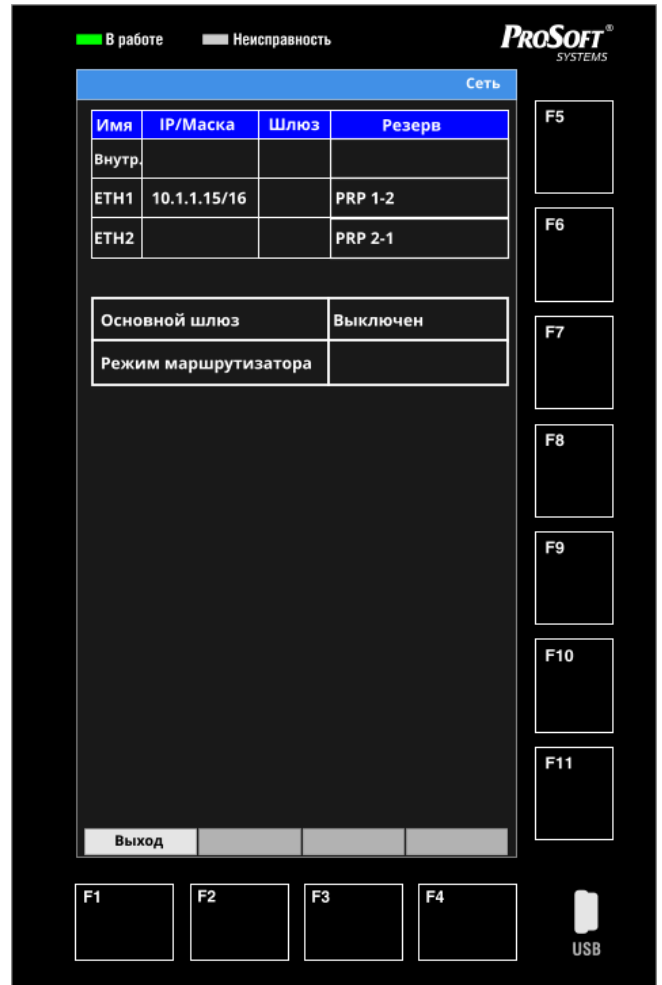 В работе Неисправность PROSOFT®
SYSTEMS
Сеть
Имя IP/Маска Шлюз Резерв
Внутр.
ETH1 10.1.1.15/16 PRP 1-2
ETH2 PRP 2-1
Основной шлюз Выключен
Режим маршрутизатора
Выход
F5
F6
F7
F8
F9
F10
F11
F1 F2 F3 F4
USB